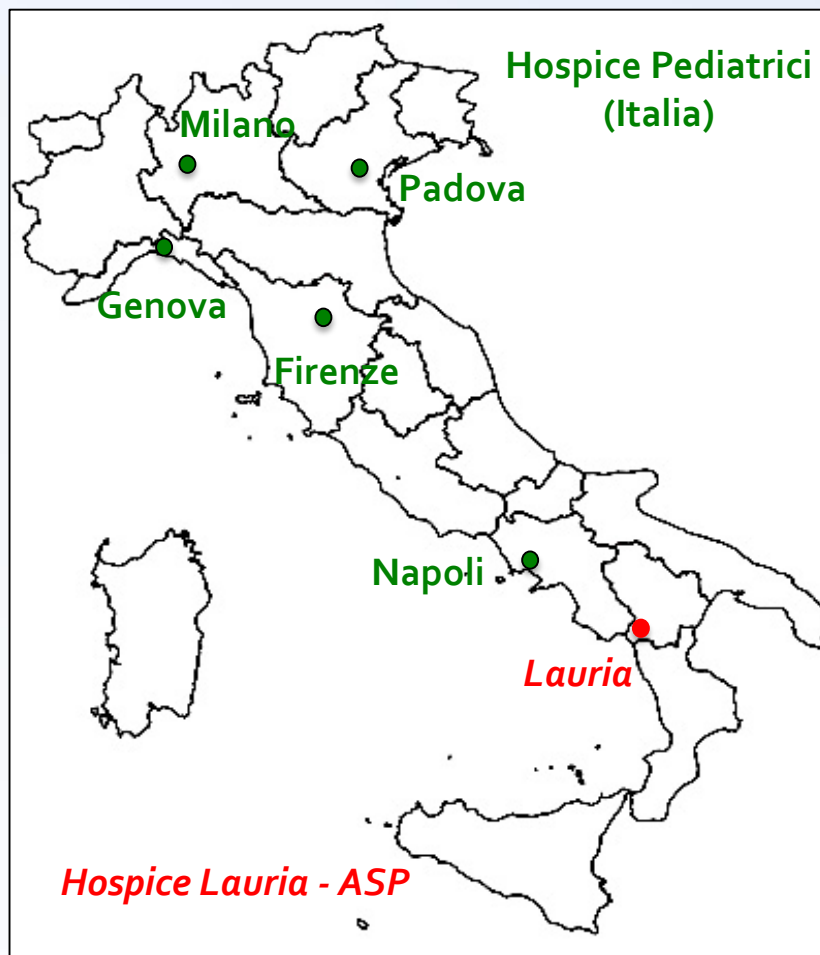 Hospice Pediatrici
(Italia)
Milano
Padova
Genova
Firenze
Napoli
Lauria
Hospice Lauria - ASP